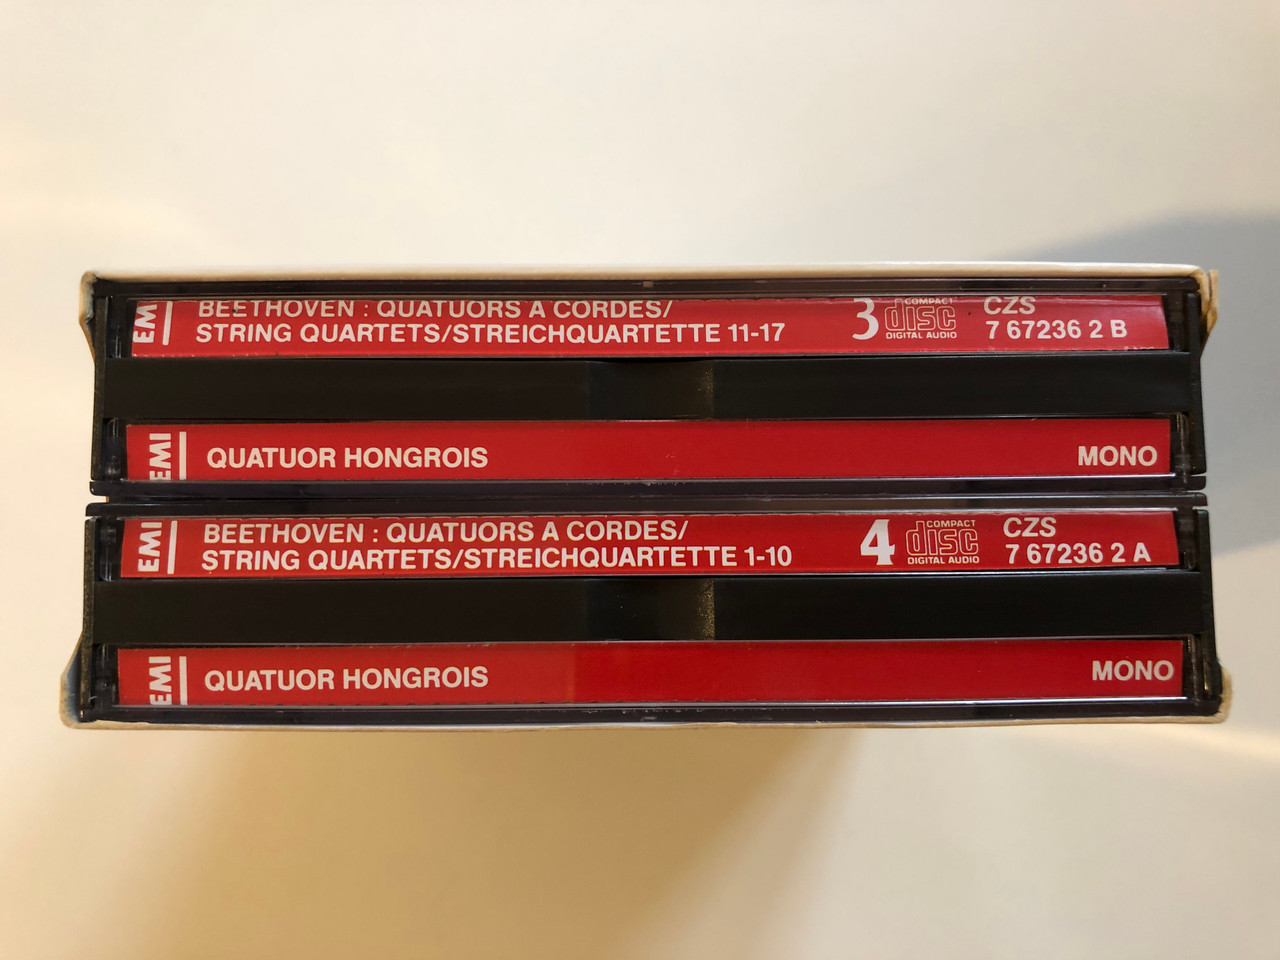 EMI
BEETHOVEN : QUATUORS A CORDES/
STRING QUARTETS/STREICHQUARTETTE 11-17
3
COMPACT
disc
DIGITAL AUDIO
CZS
7 67236 2 B
EMI
QUATUOR HONGROIS
MONO
EMI
BEETHOVEN : QUATUORS A CORDES/
STRING QUARTETS/STREICHQUARTETTE 1-10
4
COMPACT
disc
DIGITAL AUDIO
CZS
7 67236 2 A
EMI
QUATUOR HONGROIS
MONO